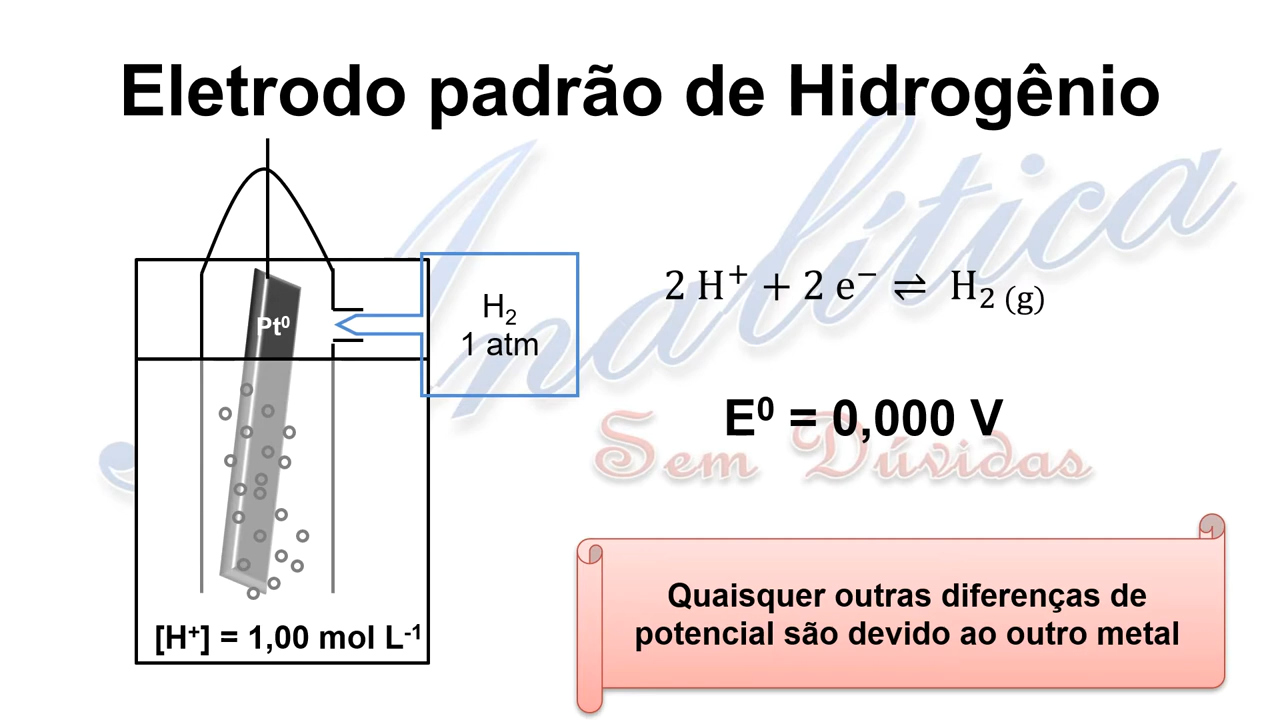 Eletrodo padrão de Hidrogênio
Analítica
Sem Dúvidas
Pt⁰
H₂
1 atm
2 H⁺ + 2 e⁻ ⇌ H₂ (g)
E⁰ = 0,000 V
[H⁺] = 1,00 mol L⁻¹
Quaisquer outras diferenças de
potencial são devido ao outro metal